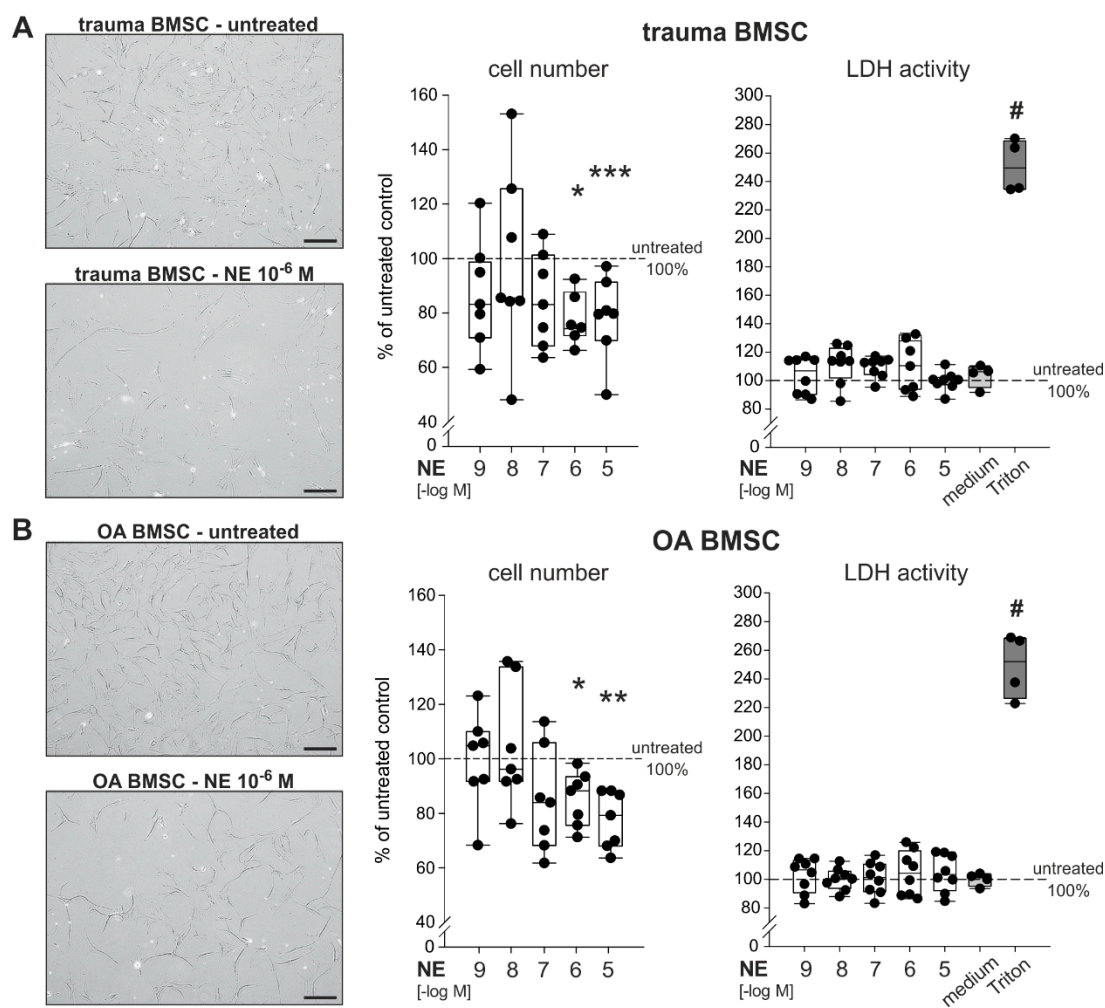 A
trauma BMSC - untreated
trauma BMSC - NE 10⁻⁶ M
trauma BMSC
cell number
% of untreated control
160
140
120
100
80
60
40
0
*
***
untreated
100%
NE 9 8 7 6 5
[-log M]
LDH activity
300
280
260
240
220
200
180
160
140
120
100
80
0
#
untreated
100%
NE 9 8 7 6 5 medium Triton
[-log M]
B
OA BMSC - untreated
OA BMSC - NE 10⁻⁶ M
OA BMSC
cell number
% of untreated control
160
140
120
100
80
60
40
0
*
**
untreated
100%
NE 9 8 7 6 5
[-log M]
LDH activity
300
280
260
240
220
200
180
160
140
120
100
80
0
#
untreated
100%
NE 9 8 7 6 5 medium Triton
[-log M]